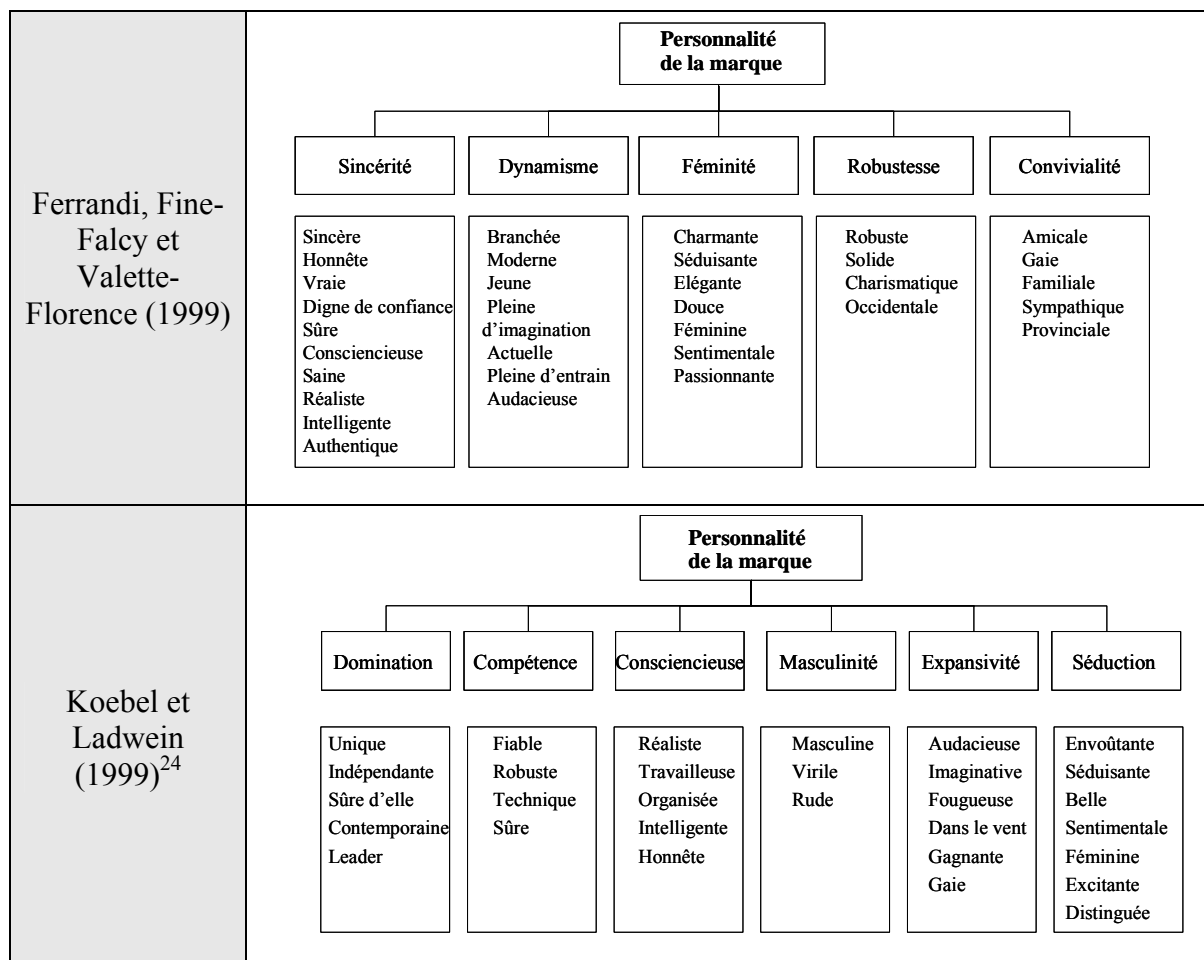 Ferrandi, Fine-
Falcy et
Valette-
Florence (1999)
Personnalité
de la marque
Sincérité
Dynamisme
Féminité
Robustesse
Convivialité
Sincère
Honnête
Vraie
Digne de confiance
Sûre
Consciencieuse
Saine
Réaliste
Intelligente
Authentique
Branchée
Moderne
Jeune
Pleine
d’imagination
Actuelle
Pleine d’entrain
Audacieuse
Charmante
Séduisante
Elégante
Douce
Féminine
Sentimentale
Passionnante
Robuste
Solide
Charismatique
Occidentale
Amicale
Gaie
Familiale
Sympathique
Provinciale
Koebel et
Ladwein
(1999)24
Personnalité
de la marque
Domination
Compétence
Consciencieuse
Masculinité
Expansivité
Séduction
Unique
Indépendante
Sûre d’elle
Contemporaine
Leader
Fiable
Robuste
Technique
Sûre
Réaliste
Travailleuse
Organisée
Intelligente
Honnête
Masculine
Virile
Rude
Audacieuse
Imaginative
Fougueuse
Dans le vent
Gagnante
Gaie
Envoûtante
Séduisante
Belle
Sentimentale
Féminine
Excitante
Distinguée